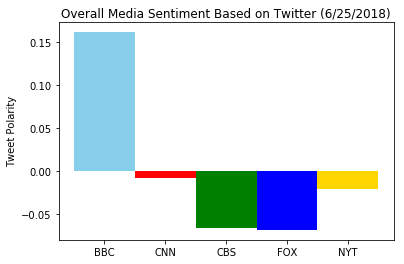 Overall Media Sentiment Based on Twitter (6/25/2018)
Tweet Polarity
0.15
0.10
0.05
0.00
−0.05
BBC CNN CBS FOX NYT